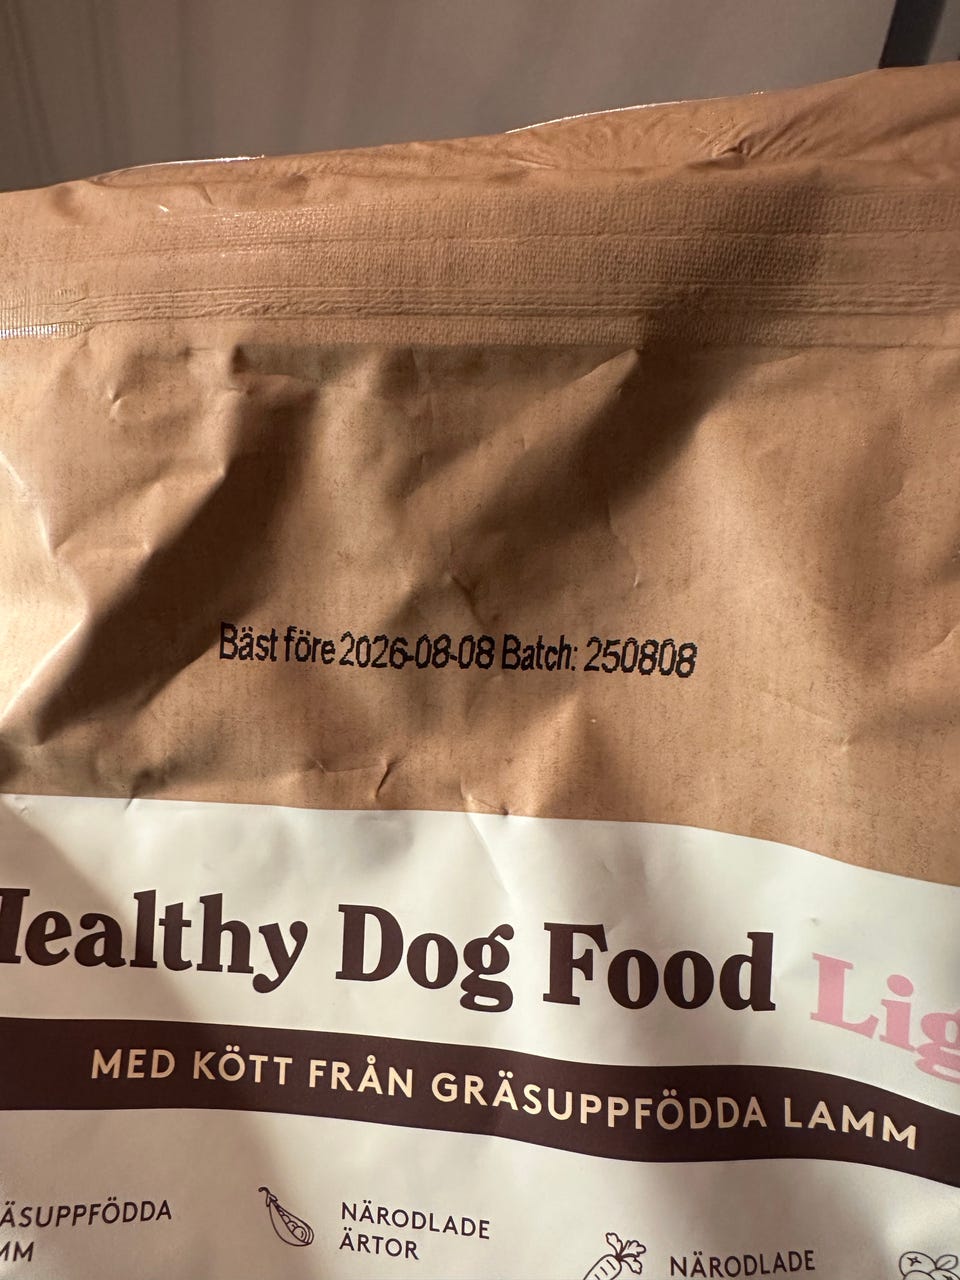 Bäst före 2026-08-08 Batch: 250808
Healthy Dog Food
MED KÖTT FRÅN GRÄSUPPFÖDDA LAMM
NÄRODLADE
ÄRTOR
NÄRODLADE